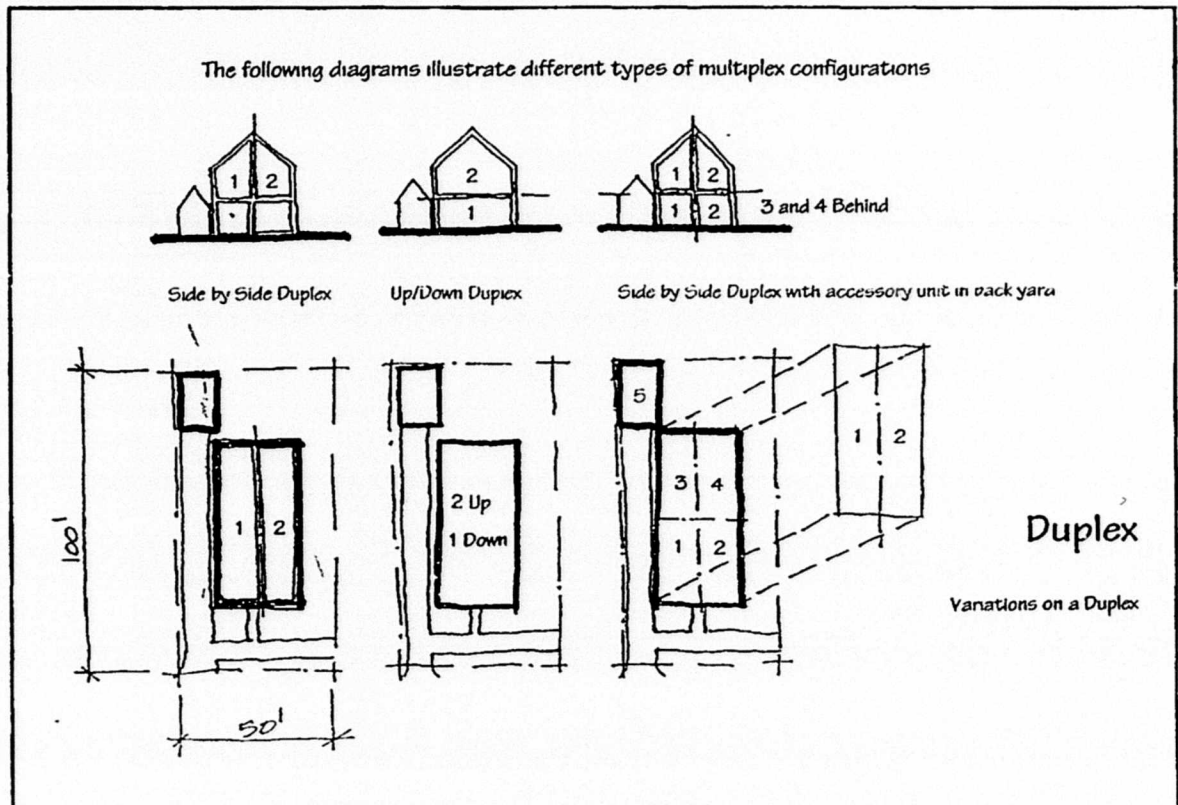 The following diagrams illustrate different types of multiplex configurations
1 2
2
1
1 2
1 2
3 and 4 Behind
Side by Side Duplex
Up/Down Duplex
Side by Side Duplex with accessory unit in back yard
100'
1 2
50'
2 Up
1 Down
5
3 4
1 2
1 2
Duplex
Variations on a Duplex